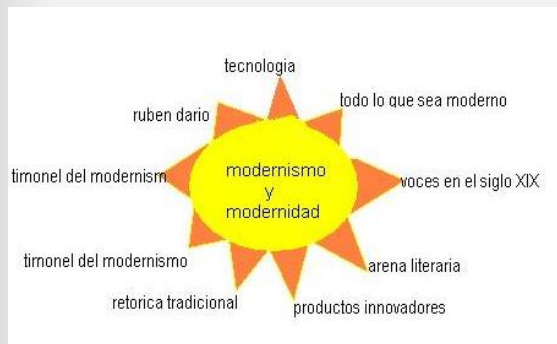 tecnologia
todo lo que sea moderno
ruben dario
modernismo
y
modernidad
timonel del modernism
voces en el siglo XIX
timonel del modernismo
arena literaria
retorica tradicional
productos innovadores